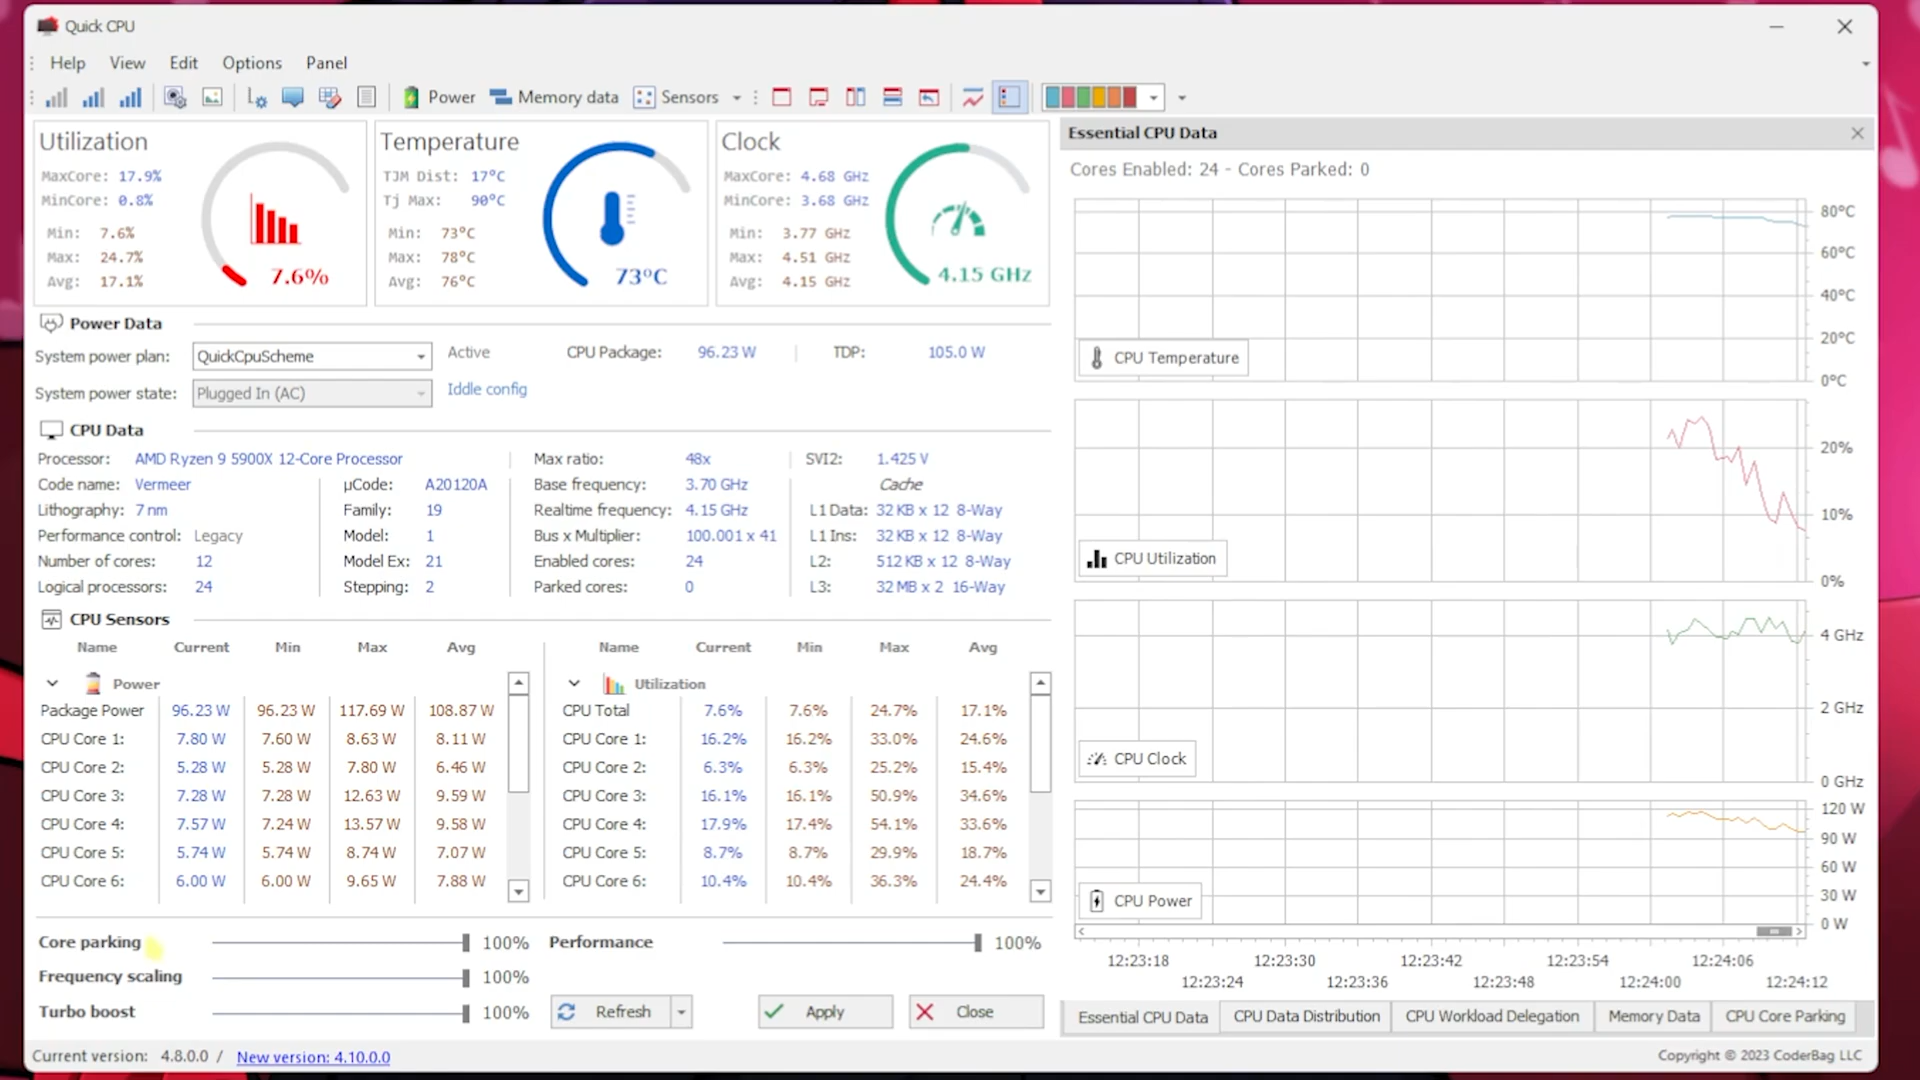 Quick CPU
Help View Edit Options Panel
Power Memory data Sensors
Utilization
MaxCore: 17.9%
MinCore: 0.8%
Min: 7.6%
Max: 24.7%
Avg: 17.1%
7.6%
Temperature
TJM Dist: 17°C
Tj Max: 90°C
Min: 73°C
Max: 78°C
Avg: 76°C
73°C
Clock
MaxCore: 4.68 GHz
MinCore: 3.68 GHz
Min: 3.77 GHz
Max: 4.51 GHz
Avg: 4.15 GHz
4.15 GHz
Power Data
System power plan: QuickCpuScheme Active CPU Package: 96.23 W TDP: 105.0 W
System power state: Plugged In (AC) Iddle config
CPU Data
Processor: AMD Ryzen 9 5900X 12-Core Processor
Code name: Vermeer
Lithography: 7 nm
Performance control: Legacy
Number of cores: 12
Logical processors: 24
µCode: A20120A
Family: 19
Model: 1
Model Ex: 21
Stepping: 2
Max ratio: 48x
Base frequency: 3.70 GHz
Realtime frequency: 4.15 GHz
Bus x Multiplier: 100.001 x 41
Enabled cores: 24
Parked cores: 0
SVI2: 1.425 V
Cache
L1 Data: 32 KB x 12 8-Way
L1 Ins: 32 KB x 12 8-Way
L2: 512 KB x 12 8-Way
L3: 32 MB x 2 16-Way
CPU Sensors
Name Current Min Max Avg
Power
Package Power 96.23 W 96.23 W 117.69 W 108.87 W
CPU Core 1: 7.80 W 7.60 W 8.63 W 8.11 W
CPU Core 2: 5.28 W 5.28 W 7.80 W 6.46 W
CPU Core 3: 7.28 W 7.28 W 12.63 W 9.59 W
CPU Core 4: 7.57 W 7.24 W 13.57 W 9.58 W
CPU Core 5: 5.74 W 5.74 W 8.74 W 7.07 W
CPU Core 6: 6.00 W 6.00 W 9.65 W 7.88 W
Name Current Min Max Avg
Utilization
CPU Total 7.6% 7.6% 24.7% 17.1%
CPU Core 1: 16.2% 16.2% 33.0% 24.6%
CPU Core 2: 6.3% 6.3% 25.2% 15.4%
CPU Core 3: 16.1% 16.1% 50.9% 34.6%
CPU Core 4: 17.9% 17.4% 54.1% 33.6%
CPU Core 5: 8.7% 8.7% 29.9% 18.7%
CPU Core 6: 10.4% 10.4% 36.3% 24.4%
Core parking 100% Performance 100%
Frequency scaling 100%
Turbo boost 100%
Refresh Apply Close
Current version: 4.8.0.0 / New version: 4.10.0.0
Essential CPU Data
Cores Enabled: 24 - Cores Parked: 0
80°C
60°C
40°C
20°C
0°C
CPU Temperature
20%
10%
0%
CPU Utilization
4 GHz
2 GHz
0 GHz
CPU Clock
120 W
90 W
60 W
30 W
0 W
CPU Power
12:23:18 12:23:30 12:23:42 12:23:54 12:24:06
12:23:24 12:23:36 12:23:48 12:24:00 12:24:12
Essential CPU Data CPU Data Distribution CPU Workload Delegation Memory Data CPU Core Parking
Copyright © 2023 CoderBag LLC